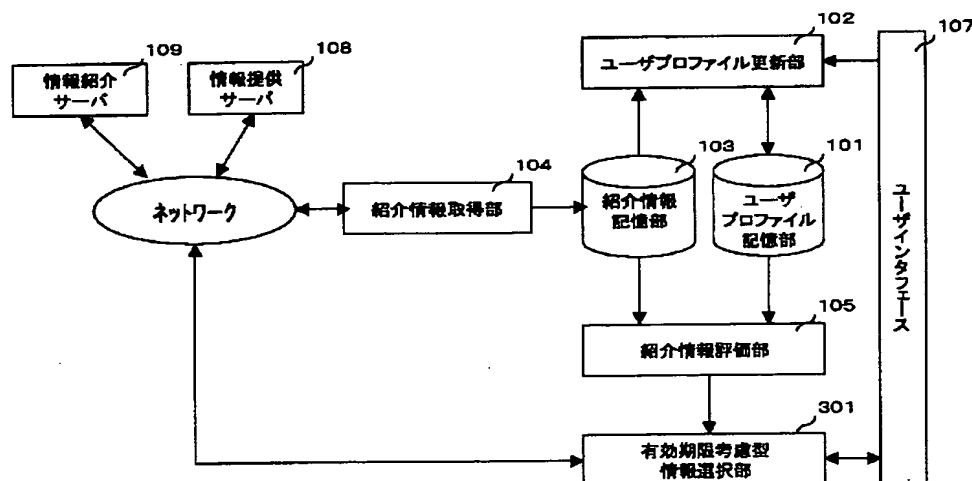 109
情報紹介
サーバ
108
情報提供
サーバ
102
ユーザプロファイル更新部
107
ネットワーク
104
紹介情報取得部
103
紹介情報
記憶部
101
ユーザ
プロファイル
記憶部
ユーザインタフェース
105
紹介情報評価部
301
有効期限考慮型
情報選択部